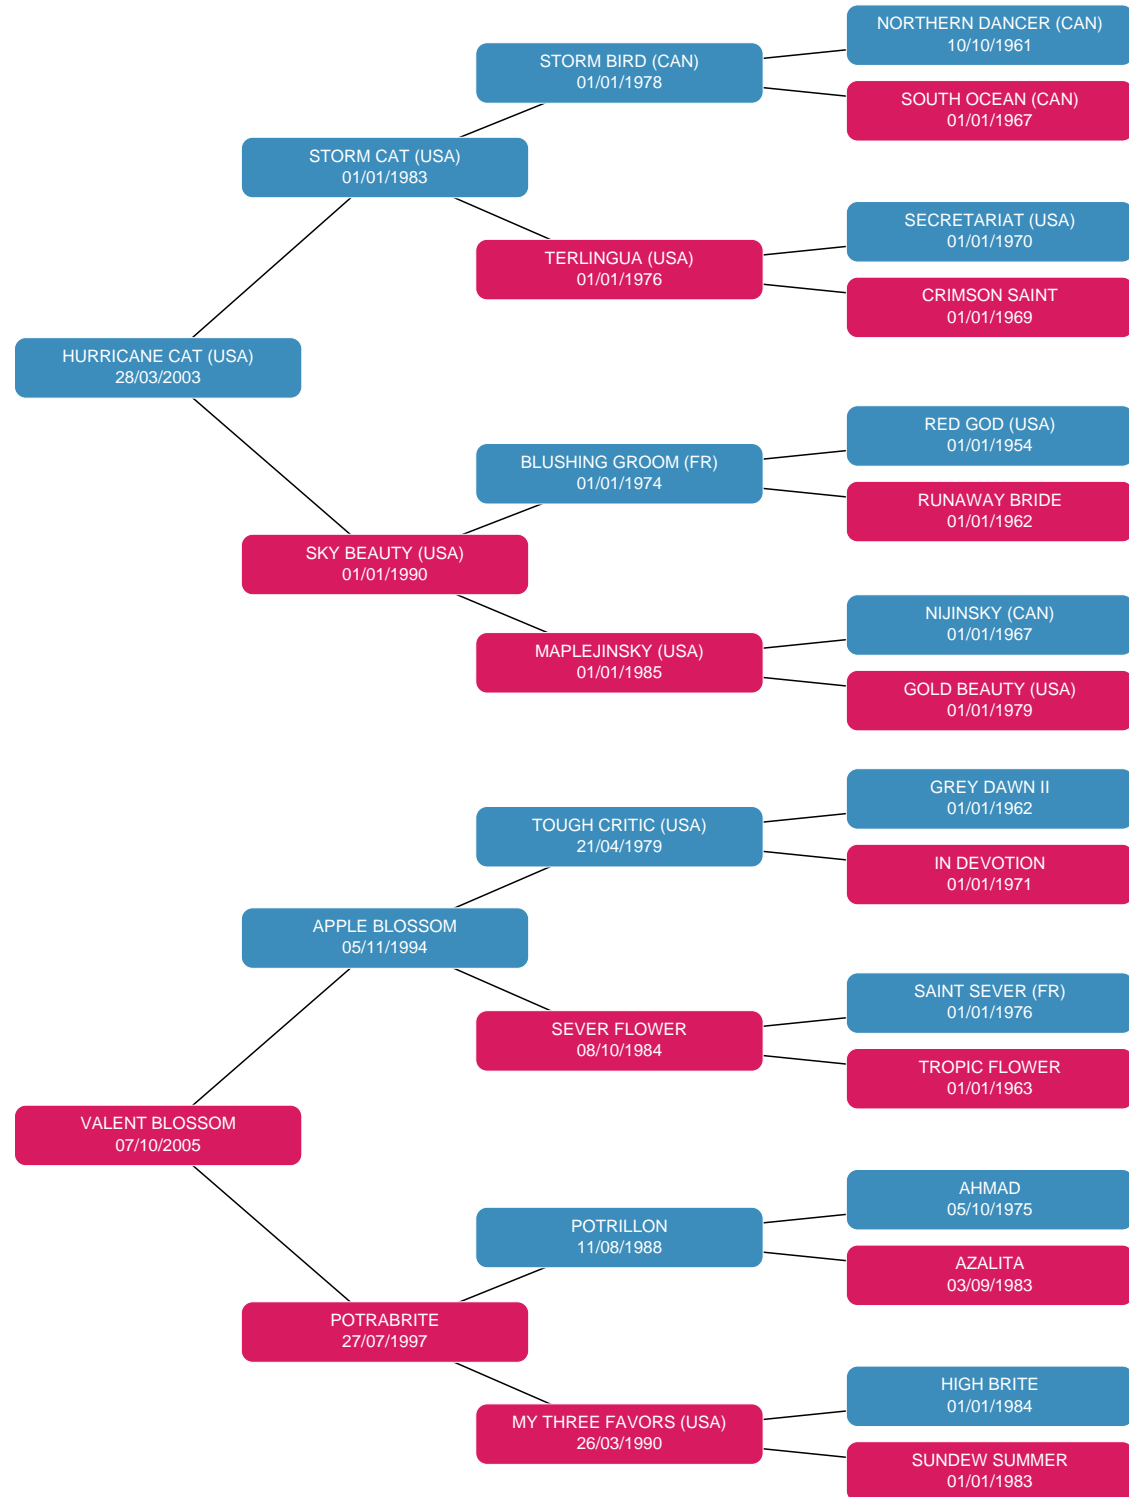 NORTHERN DANCER (CAN)
10/10/1961
STORM BIRD (CAN)
01/01/1978
SOUTH OCEAN (CAN)
01/01/1967
STORM CAT (USA)
01/01/1983
SECRETARIAT (USA)
01/01/1970
TERLINGUA (USA)
01/01/1976
CRIMSON SAINT
01/01/1969
HURRICANE CAT (USA)
28/03/2003
RED GOD (USA)
01/01/1954
BLUSHING GROOM (FR)
01/01/1974
RUNAWAY BRIDE
01/01/1962
SKY BEAUTY (USA)
01/01/1990
NIJINSKY (CAN)
01/01/1967
MAPLEJINSKY (USA)
01/01/1985
GOLD BEAUTY (USA)
01/01/1979
GREY DAWN II
01/01/1962
TOUGH CRITIC (USA)
21/04/1979
IN DEVOTION
01/01/1971
APPLE BLOSSOM
05/11/1994
SAINT SEVER (FR)
01/01/1976
SEVER FLOWER
08/10/1984
TROPIC FLOWER
01/01/1963
VALENT BLOSSOM
07/10/2005
AHMAD
05/10/1975
POTRILLON
11/08/1988
AZALITA
03/09/1983
POTRABRITE
27/07/1997
HIGH BRITE
01/01/1984
MY THREE FAVORS (USA)
26/03/1990
SUNDEW SUMMER
01/01/1983